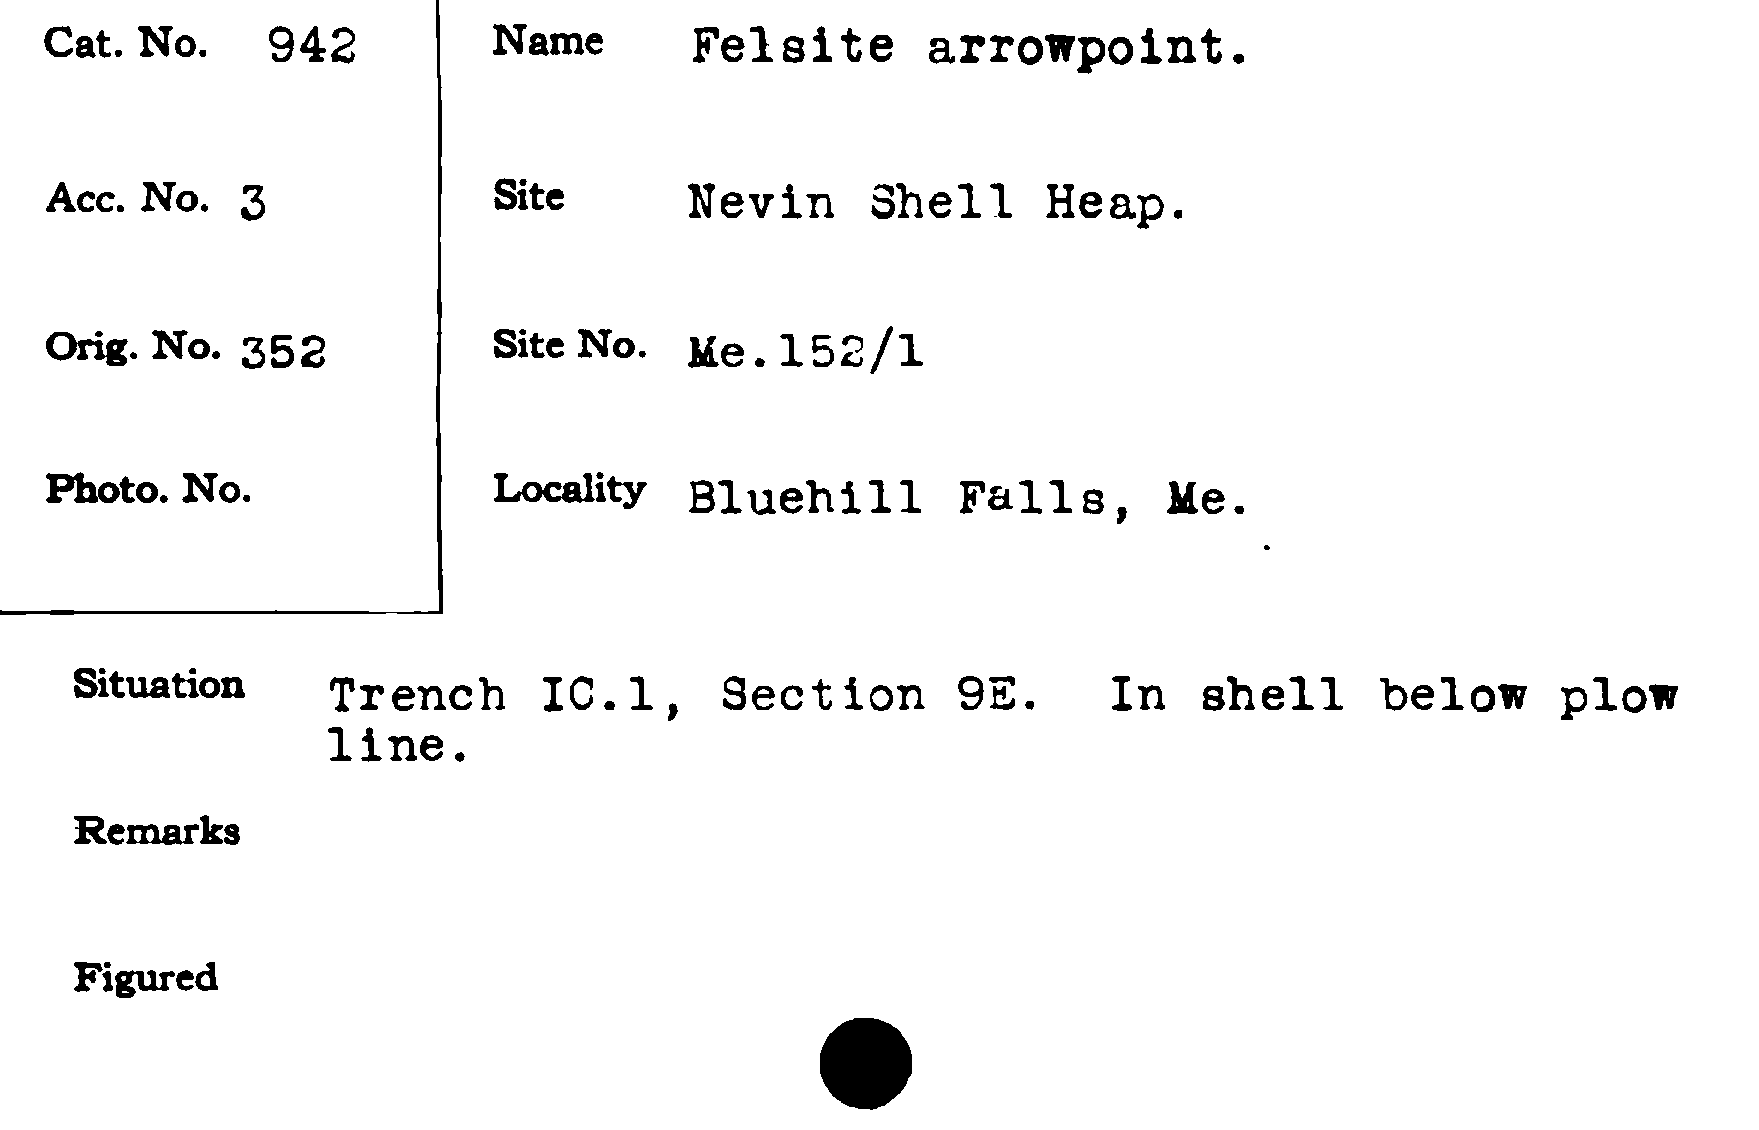 Cat. No. 942
Name Felsite arrowpoint.
Acc. No. 3
Site Nevin Shell Heap.
Orig. No. 352
Site No. Me.152/1
Photo. No.
Locality Bluehill Falls, Me.
Situation Trench IC.1, Section 9E. In shell below plow
line.
Remarks
Figured